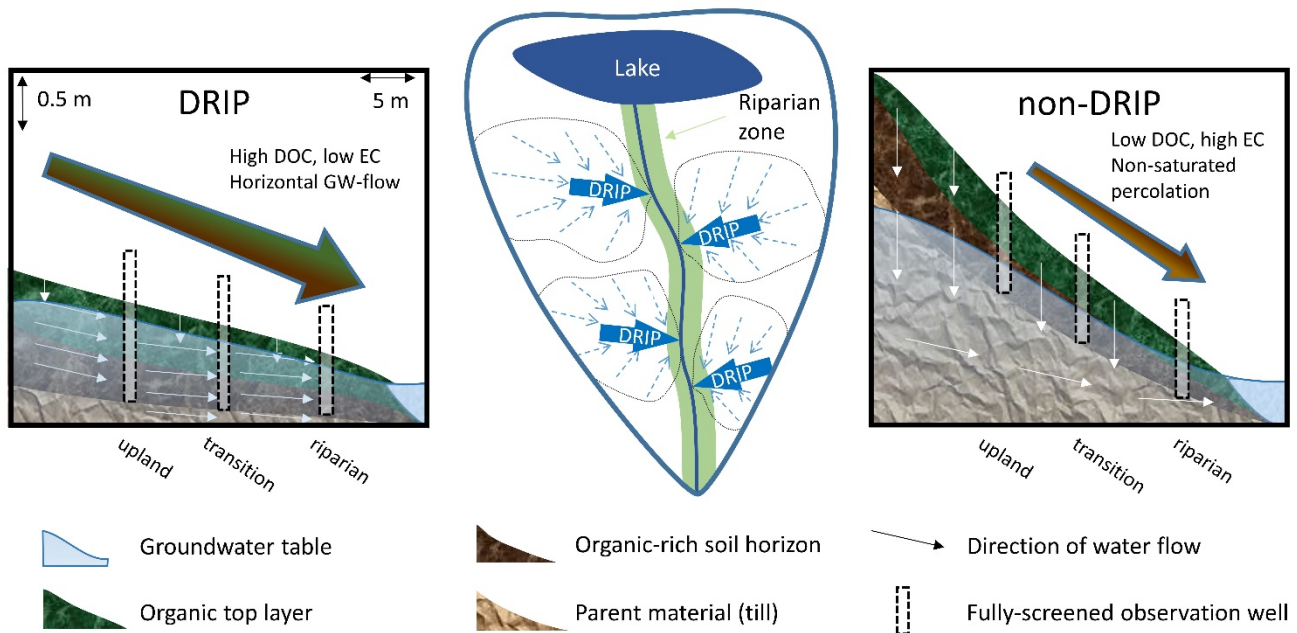 0.5 m
DRIP
5 m
High DOC, low EC
Horizontal GW-flow
upland
transition
riparian
Lake
Riparian
zone
DRIP
DRIP
DRIP
DRIP
non-DRIP
Low DOC, high EC
Non-saturated
percolation
upland
transition
riparian
Groundwater table
Organic-rich soil horizon
Direction of water flow
Organic top layer
Parent material (till)
Fully-screened observation well